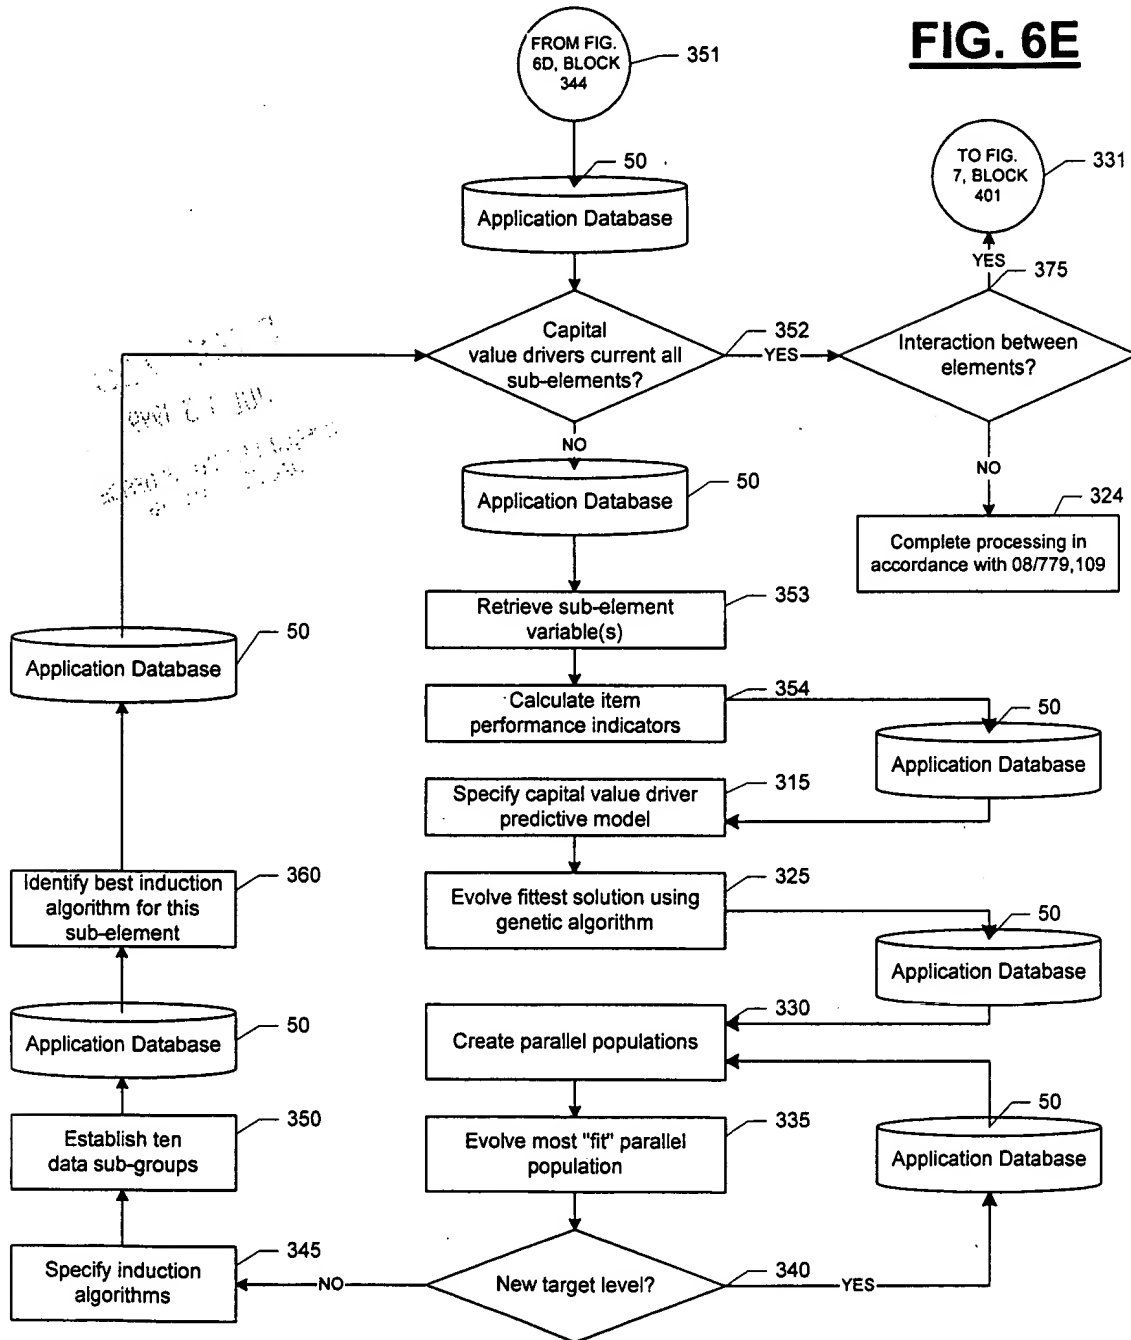 FIG. 6E
FROM FIG.
6D, BLOCK
344
351
50
Application Database
TO FIG.
7, BLOCK
401
331
YES
375
Capital
value drivers current all
sub-elements?
352
YES
Interaction between
elements?
NO
50
Application Database
NO
324
Complete processing in
accordance with 08/779,109
353
Retrieve sub-element
variable(s)
50
Application Database
354
Calculate item
performance indicators
50
Application Database
315
Specify capital value driver
predictive model
360
Identify best induction
algorithm for this
sub-element
325
Evolve fittest solution using
genetic algorithm
50
Application Database
50
Application Database
330
Create parallel populations
350
Establish ten
data sub-groups
335
Evolve most "fit" parallel
population
50
Application Database
345
Specify induction
algorithms
NO
New target level?
340
YES